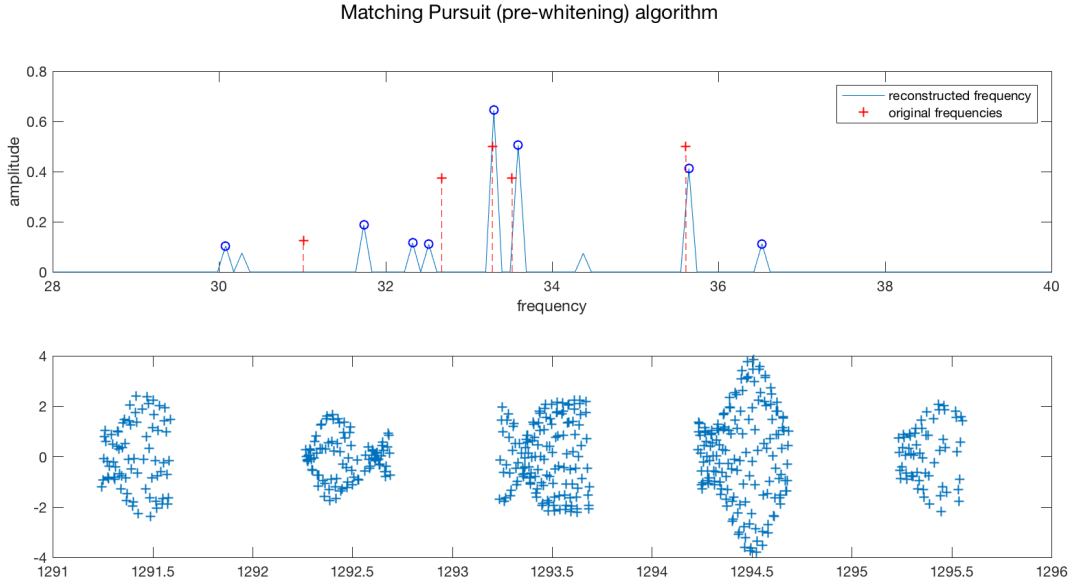 Matching Pursuit (pre-whitening) algorithm
0.8
0.6
0.4
0.2
0
amplitude
reconstructed frequency
original frequencies
28 30 32 34 36 38 40
frequency
4
2
0
-2
-4
1291 1291.5 1292 1292.5 1293 1293.5 1294 1294.5 1295 1295.5 1296